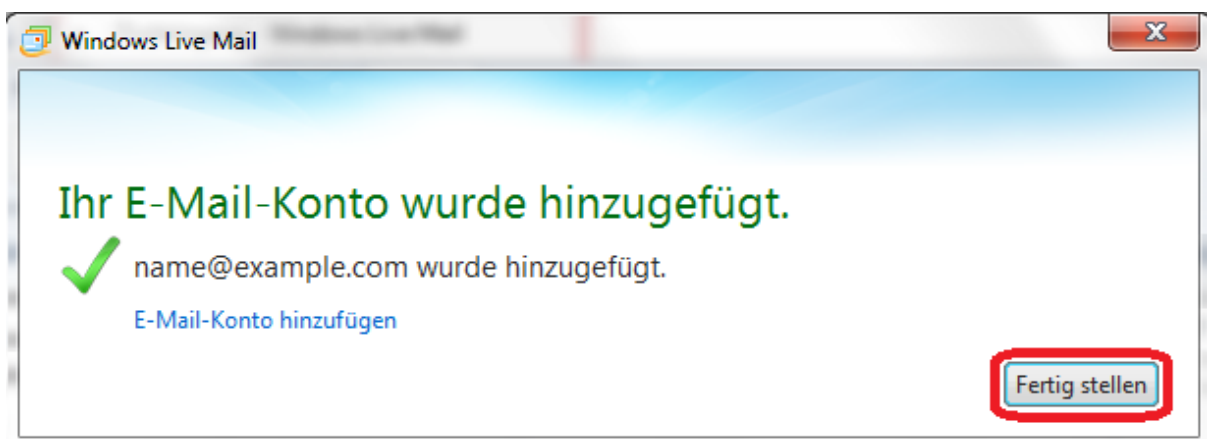 Windows Live Mail
Ihr E-Mail-Konto wurde hinzugefügt.
name@example.com wurde hinzugefügt.
E-Mail-Konto hinzufügen
Fertig stellen